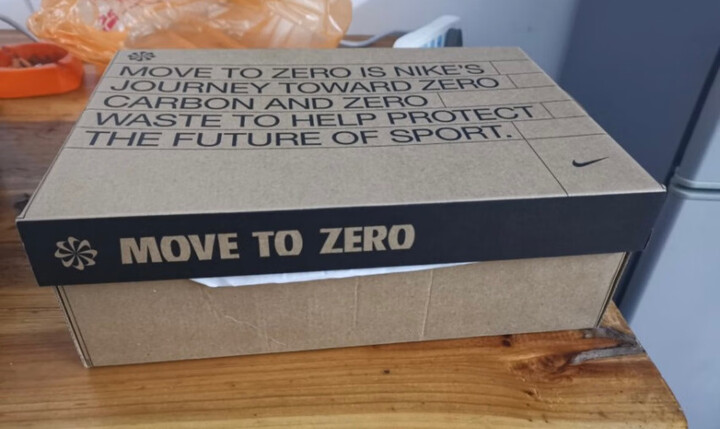 MOVE TO ZERO IS NIKE'S
JOURNEY TOWARD ZERO
CARBON AND ZERO
WASTE TO HELP PROTECT
THE FUTURE OF SPORT.
MOVE TO ZERO